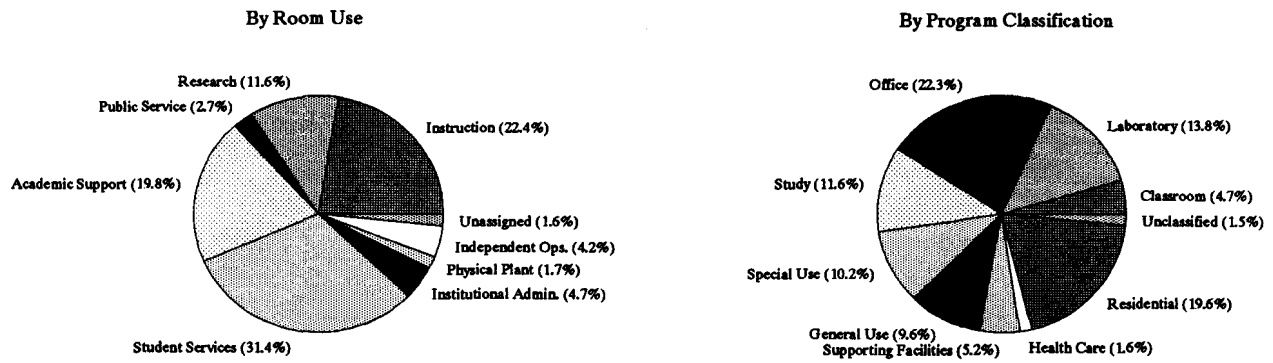 By Room Use
Research (11.6%)
Public Service (2.7%)
Instruction (22.4%)
Academic Support (19.8%)
Unassigned (1.6%)
Independent Ops. (4.2%)
Physical Plant (1.7%)
Institutional Admin. (4.7%)
Student Services (31.4%)
By Program Classification
Office (22.3%)
Laboratory (13.8%)
Study (11.6%)
Classroom (4.7%)
Unclassified (1.5%)
Special Use (10.2%)
Residential (19.6%)
General Use (9.6%)
Supporting Facilities (5.2%)
Health Care (1.6%)